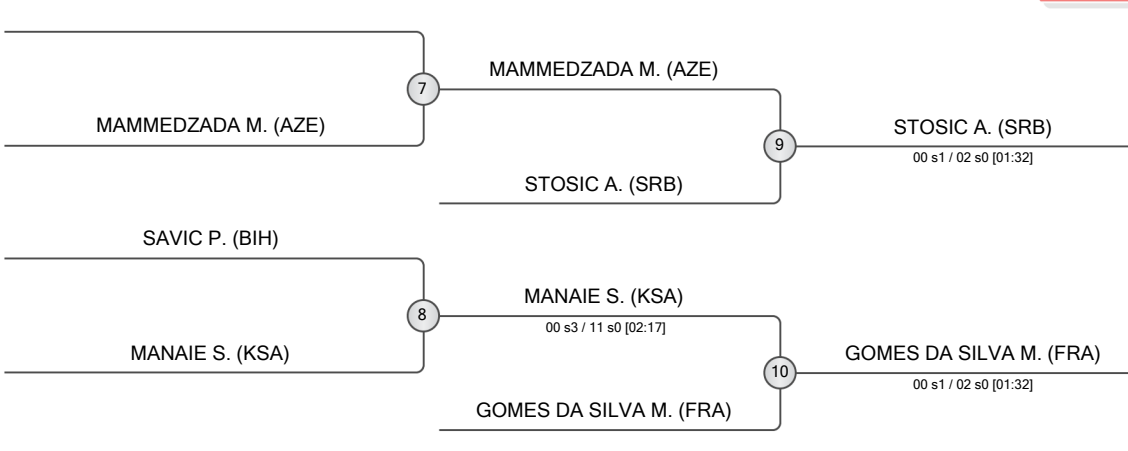 MAMMEDZADA M. (AZE)
7
MAMMEDZADA M. (AZE)
STOSIC A. (SRB)
9
STOSIC A. (SRB)
00 s1 / 02 s0 [01:32]
SAVIC P. (BIH)
8
MANAIE S. (KSA)
MANAIE S. (KSA)
00 s3 / 11 s0 [02:17]
GOMES DA SILVA M. (FRA)
10
GOMES DA SILVA M. (FRA)
00 s1 / 02 s0 [01:32]